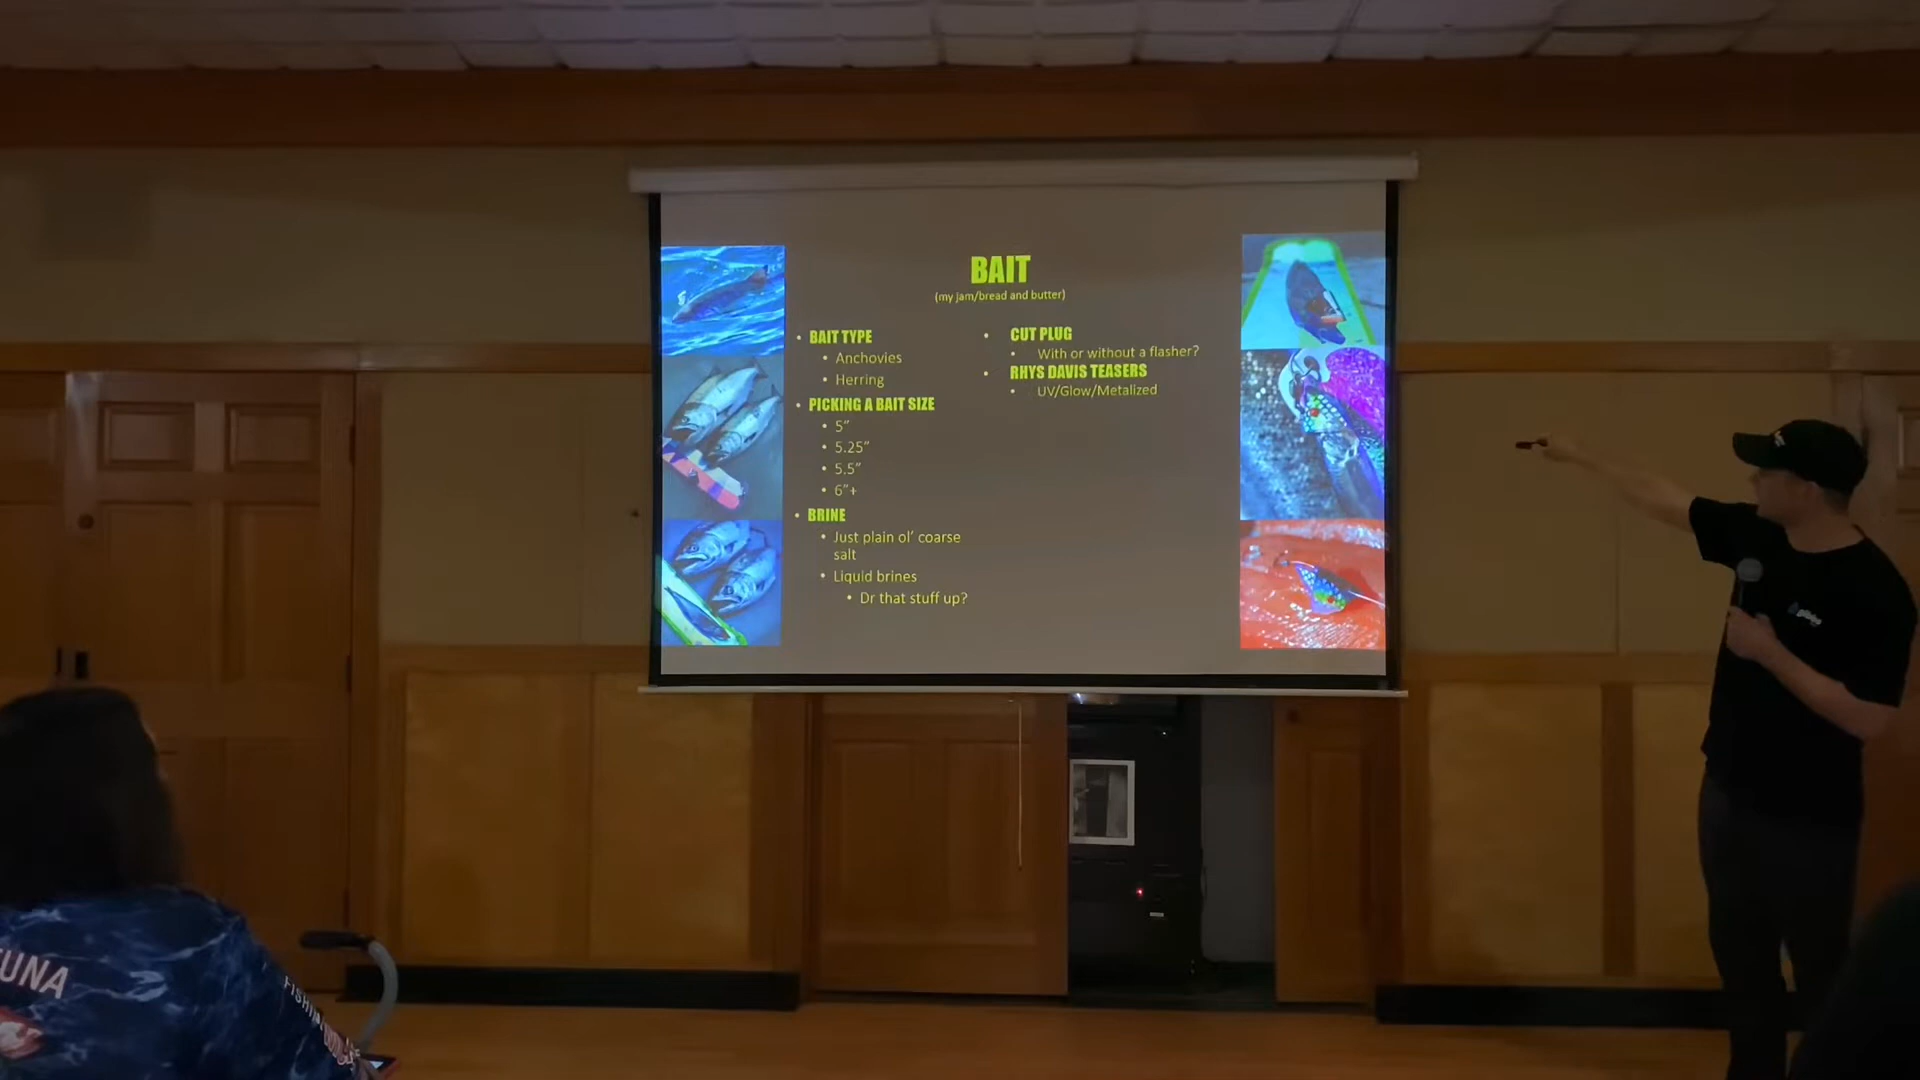 BAIT
(my jam/bread and butter)
• BAIT TYPE
• Anchovies
• Herring
• PICKING A BAIT SIZE
• 5"
• 5.25"
• 5.5"
• 6"+
• BRINE
• Just plain ol' coarse
salt
• Liquid brines
• Dr that stuff up?
• CUT PLUG
• With or without a flasher?
• RHYS DAVIS TEASERS
• UV/Glow/Metalized
UNA